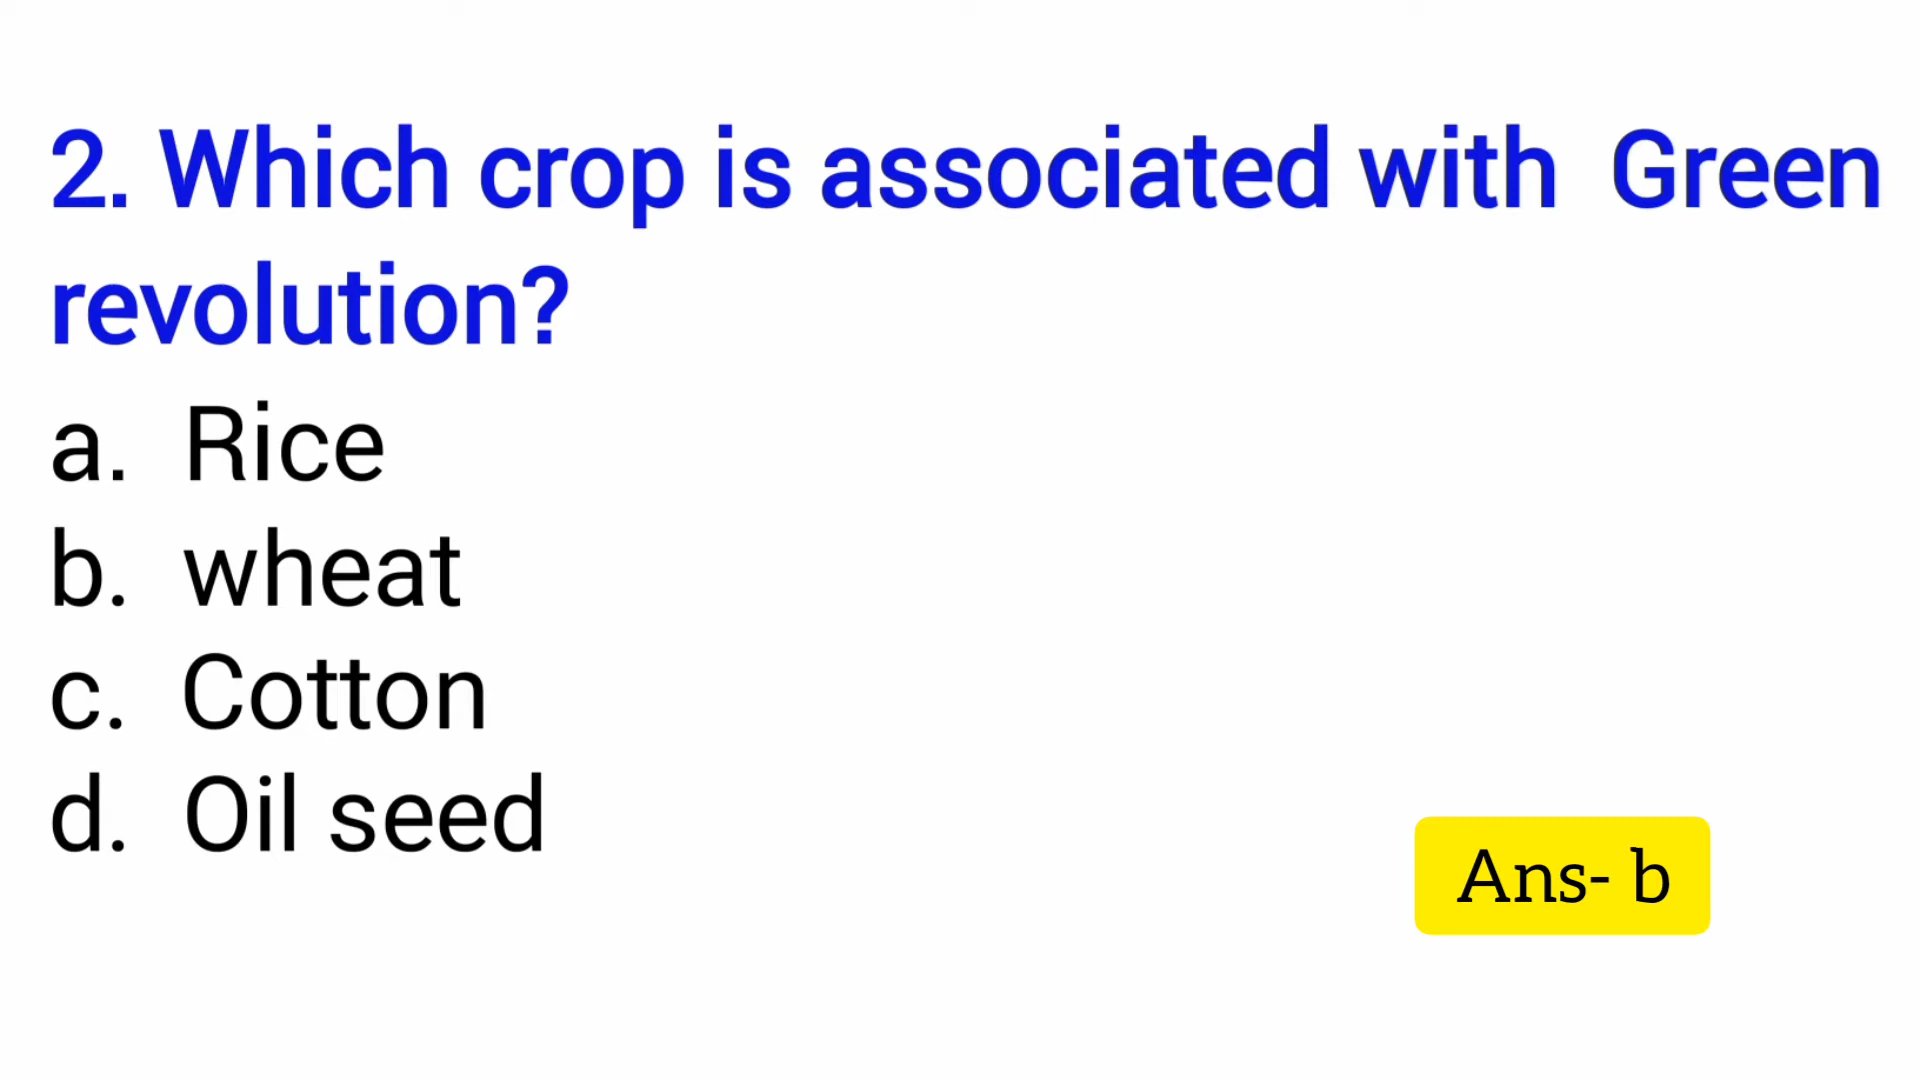 2. Which crop is associated with Green
revolution?
a. Rice
b. wheat
c. Cotton
d. Oil seed
Ans- b